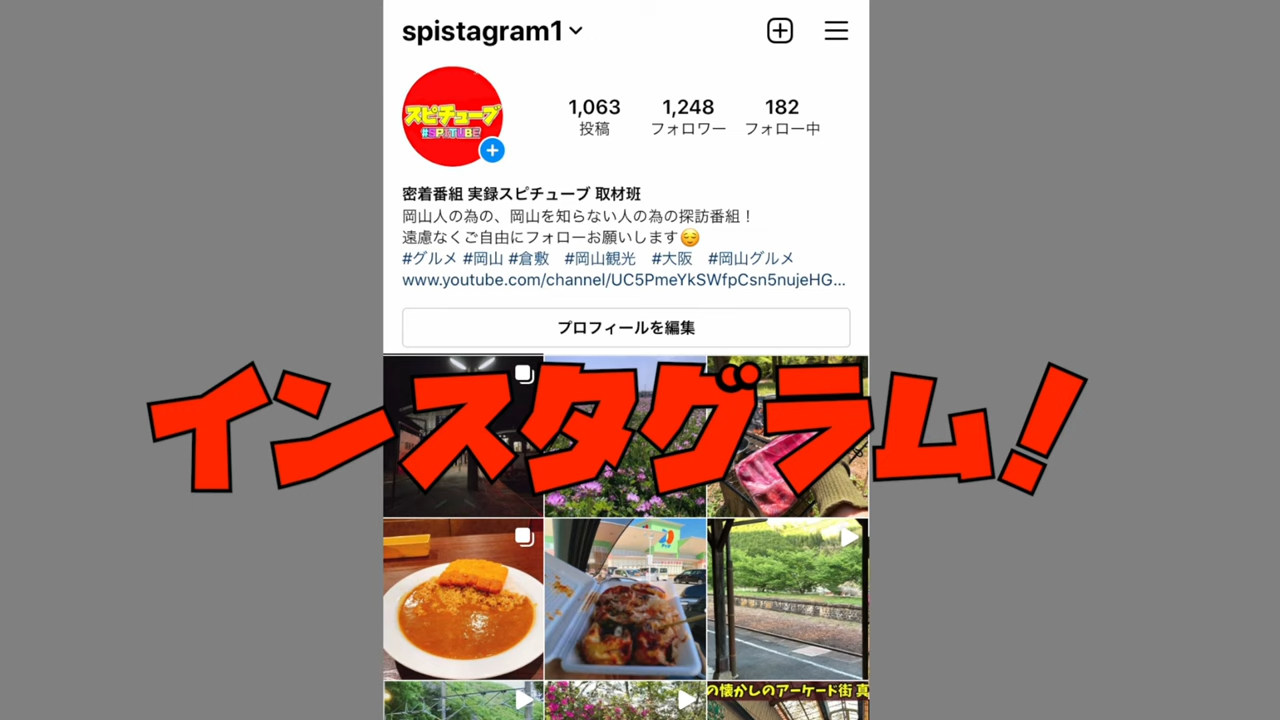 spistagram1
スピチューブ
#SPITUBE
1,063
投稿
1,248
フォロワー
182
フォロー中
密着番組 実録スピチューブ 取材班
岡山人の為の、岡山を知らない人の為の探訪番組！
遠慮なくご自由にフォローお願いします😌
#グルメ #岡山 #倉敷　#岡山観光　#大阪　#岡山グルメ
www.youtube.com/channel/UC5PmeYkSWfpCsn5nujeHG...
プロフィールを編集
インスタグラム！
の懐かしのアーケード街 真